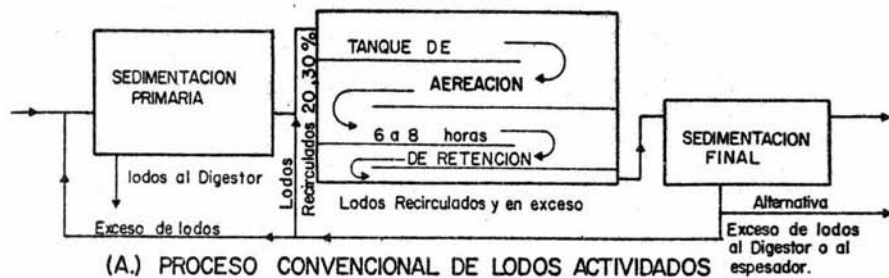 SEDIMENTACION
PRIMARIA
lodos al Digestor
Exceso de lodos
Lodos
Recirculados 20,30%
TANQUE DE
AEREACION
6 a 8 horas
DE RETENCION
Lodos Recirculados y en exceso
SEDIMENTACION
FINAL
Alternativa
Exceso de lodos
al Digestor o al
espesador.
(A.) PROCESO CONVENCIONAL DE LODOS ACTIVIDADOS